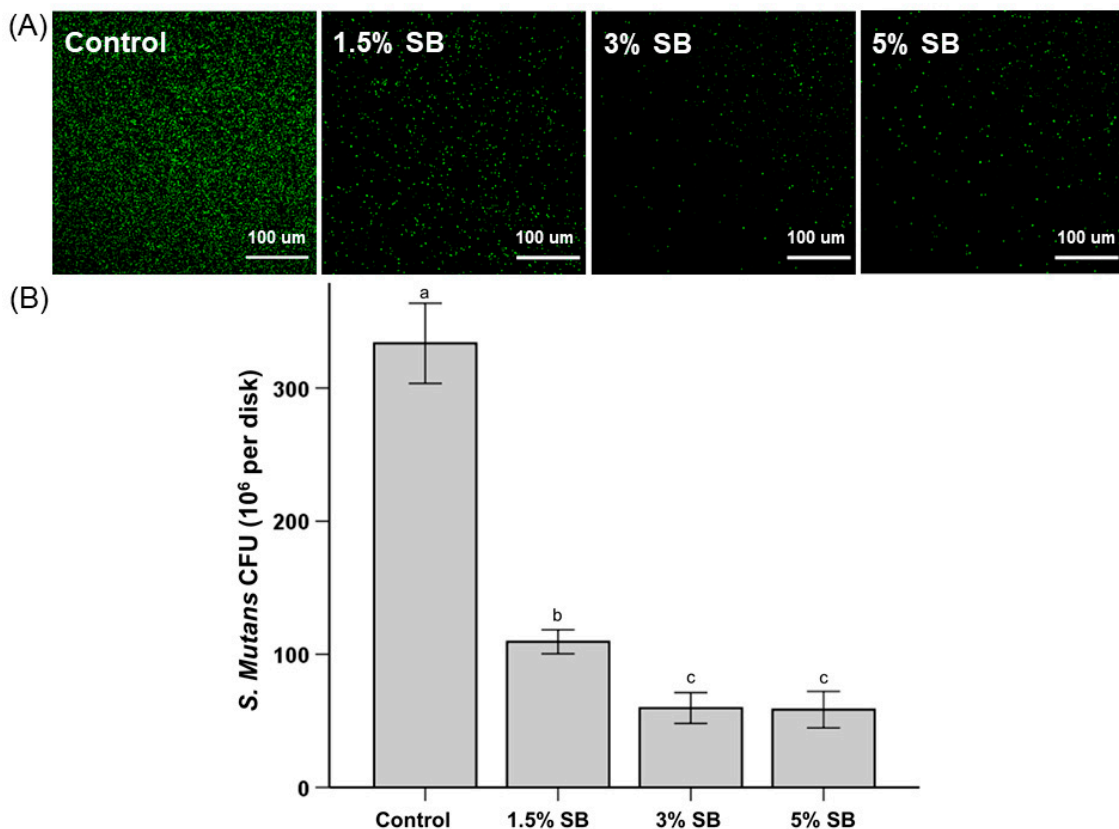 (A)
Control
1.5% SB
3% SB
5% SB
100 um
100 um
100 um
100 um
(B)
S. Mutans CFU (10⁶ per disk)
300
200
100
0
a
b
c
c
Control
1.5% SB
3% SB
5% SB